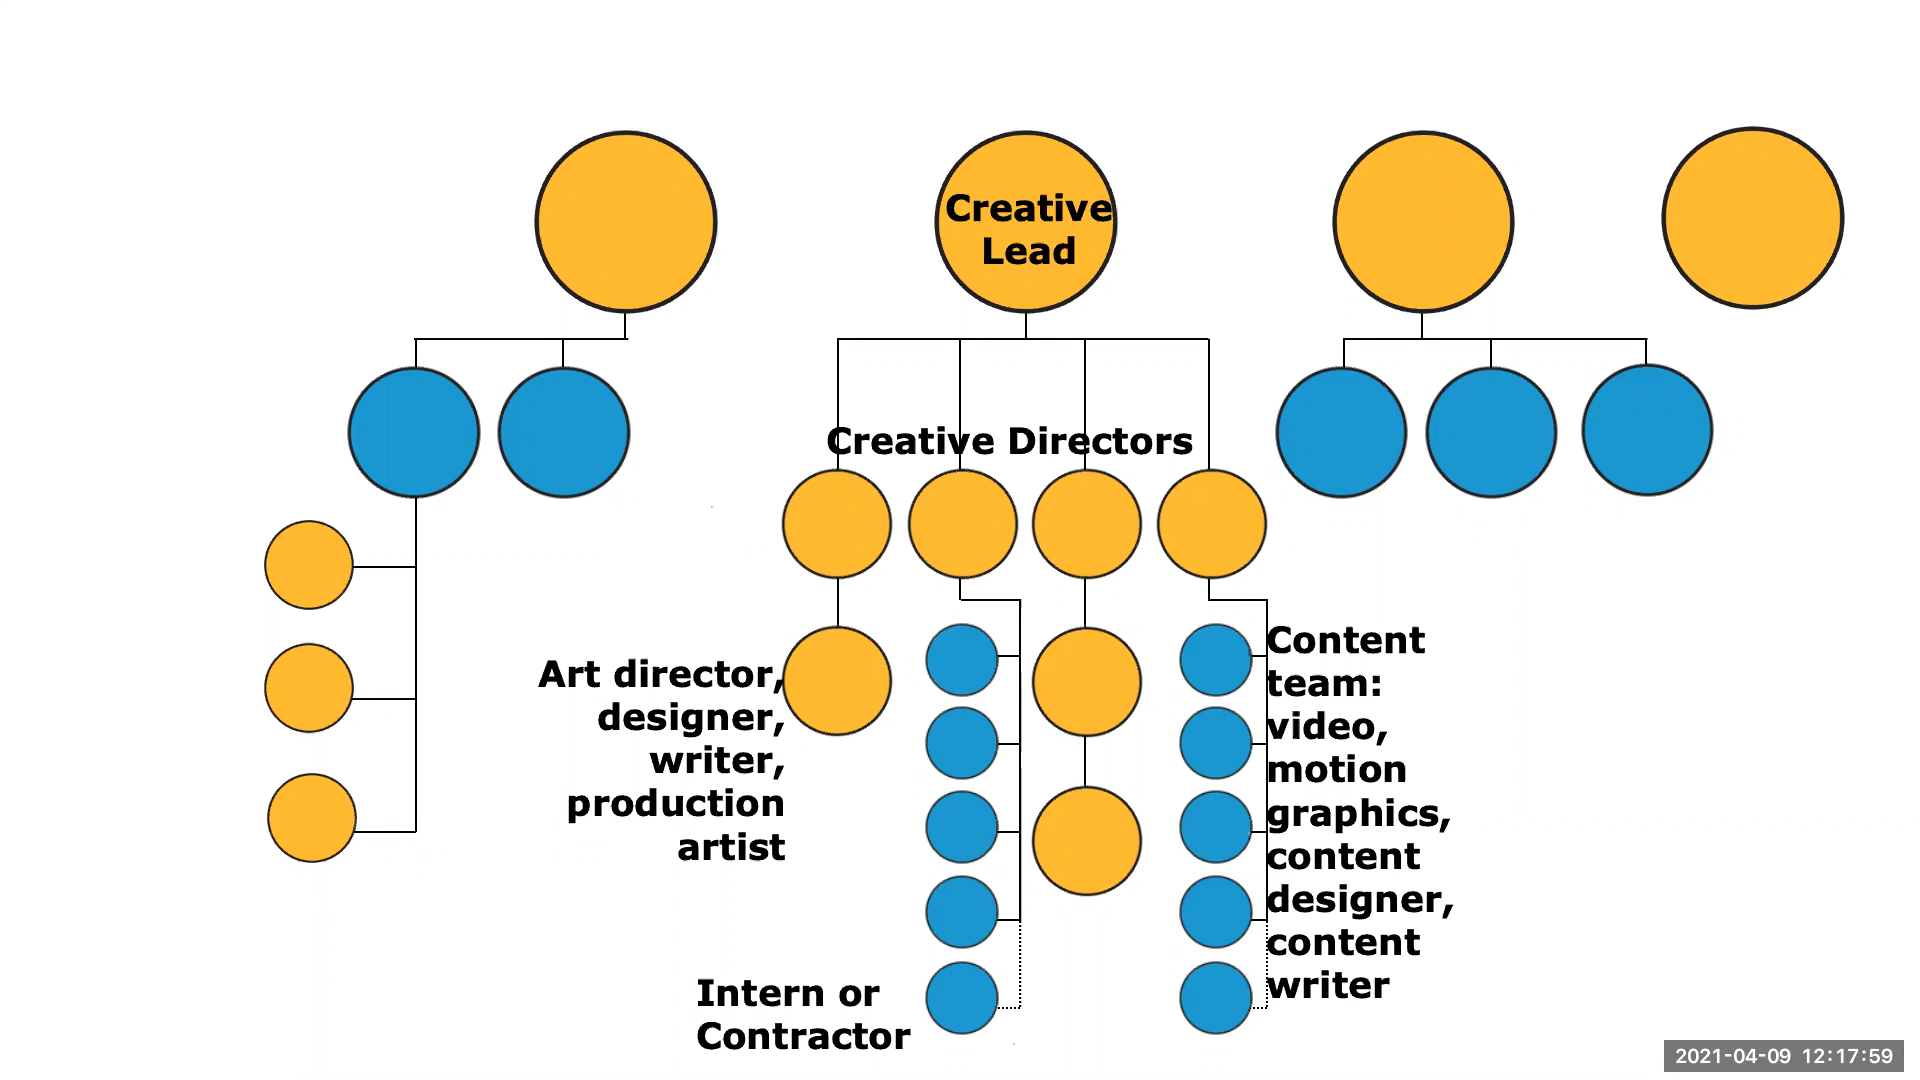 Creative
Lead
Creative Directors
Art director,
designer,
writer,
production
artist
Content
team:
video,
motion
graphics,
content
designer,
content
writer
Intern or
Contractor
2021-04-09 12:17:59